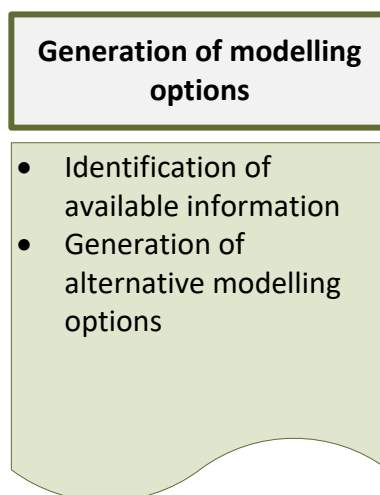 Generation of modelling
options
• Identification of
available information
• Generation of
alternative modelling
options